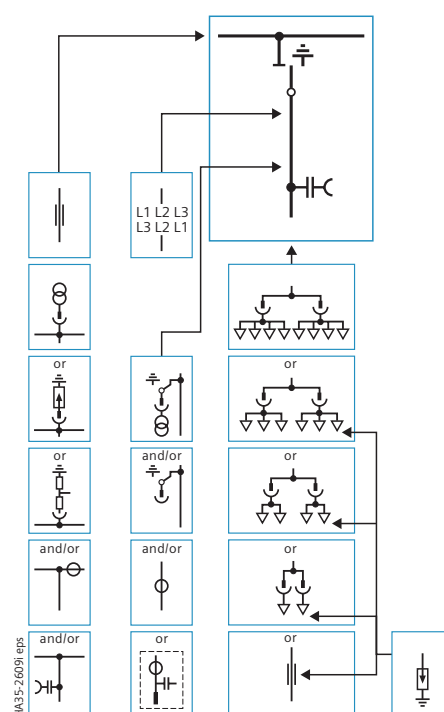 L1 L2 L3
L3 L2 L1
or
or
and/or
and/or
and/or
and/or
or
or
or
or
or
HA35-2609i eps